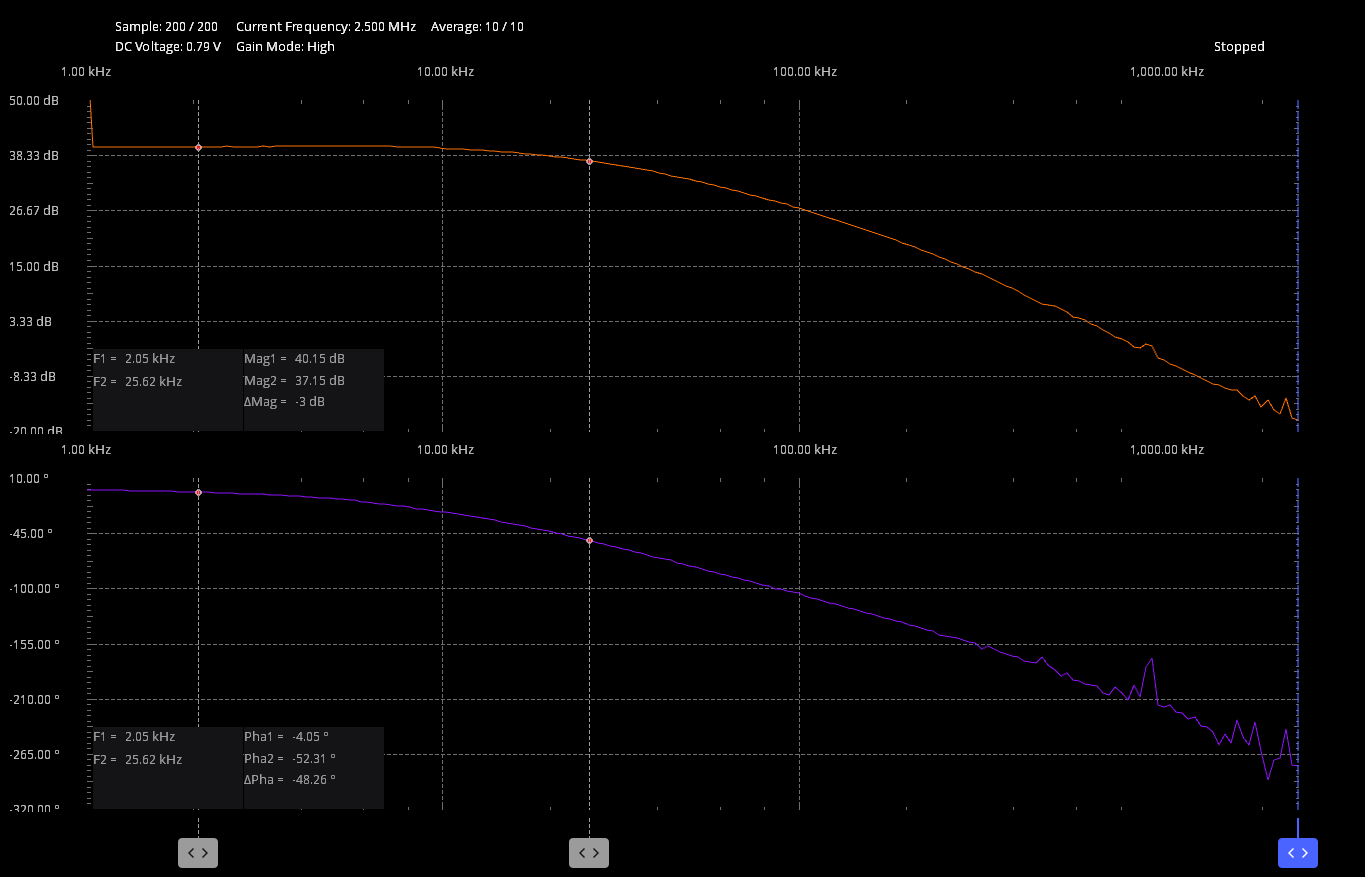 Sample: 200 / 200 Current Frequency: 2.500 MHz Average: 10 / 10
DC Voltage: 0.79 V Gain Mode: High
Stopped
1.00 kHz 10.00 kHz 100.00 kHz 1,000.00 kHz
50.00 dB
38.33 dB
26.67 dB
15.00 dB
3.33 dB
F1 = 2.05 kHz Mag1 = 40.15 dB
-8.33 dB
F2 = 25.62 kHz Mag2 = 37.15 dB
ΔMag = -3 dB
-20.00 dB
1.00 kHz 10.00 kHz 100.00 kHz 1,000.00 kHz
10.00 °
-45.00 °
-100.00 °
-155.00 °
-210.00 °
F1 = 2.05 kHz Pha1 = -4.05 °
-265.00 °
F2 = 25.62 kHz Pha2 = -52.31 °
ΔPha = -48.26 °
-320.00 °